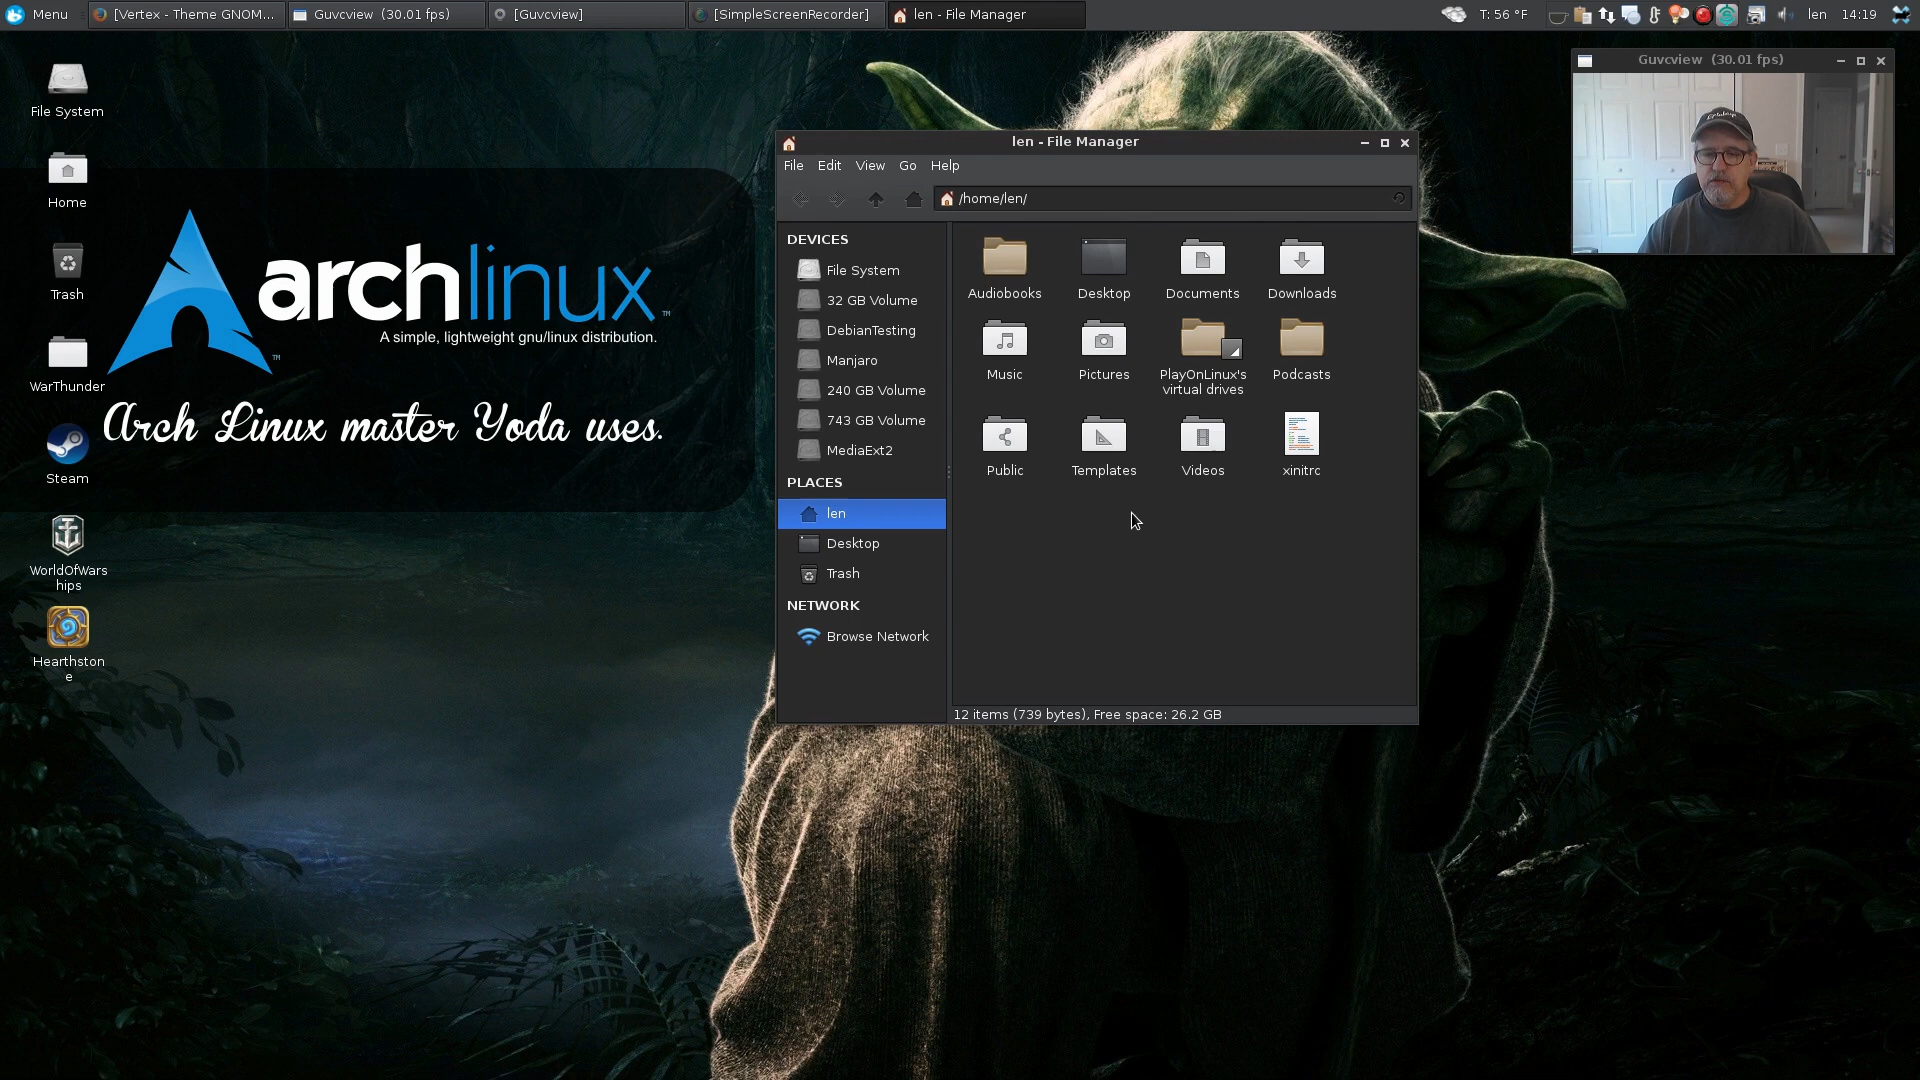 Menu
[Vertex - Theme GNOM...
Guvcview (30.01 fps)
[Guvcview]
[SimpleScreenRecorder]
len - File Manager
T: 56 °F
len
14:19
File System
Home
Trash
WarThunder
Steam
WorldOfWars
hips
Hearthston
e
archlinux™
A simple, lightweight gnu/linux distribution.
TM
Arch Linux master Yoda uses.
len - File Manager
File Edit View Go Help
/home/len/
DEVICES
File System
32 GB Volume
DebianTesting
Manjaro
240 GB Volume
743 GB Volume
MediaExt2
PLACES
len
Desktop
Trash
NETWORK
Browse Network
Audiobooks
Desktop
Documents
Downloads
Music
Pictures
PlayOnLinux's
virtual drives
Podcasts
Public
Templates
Videos
xinitrc
12 items (739 bytes), Free space: 26.2 GB
Guvcview (30.01 fps)